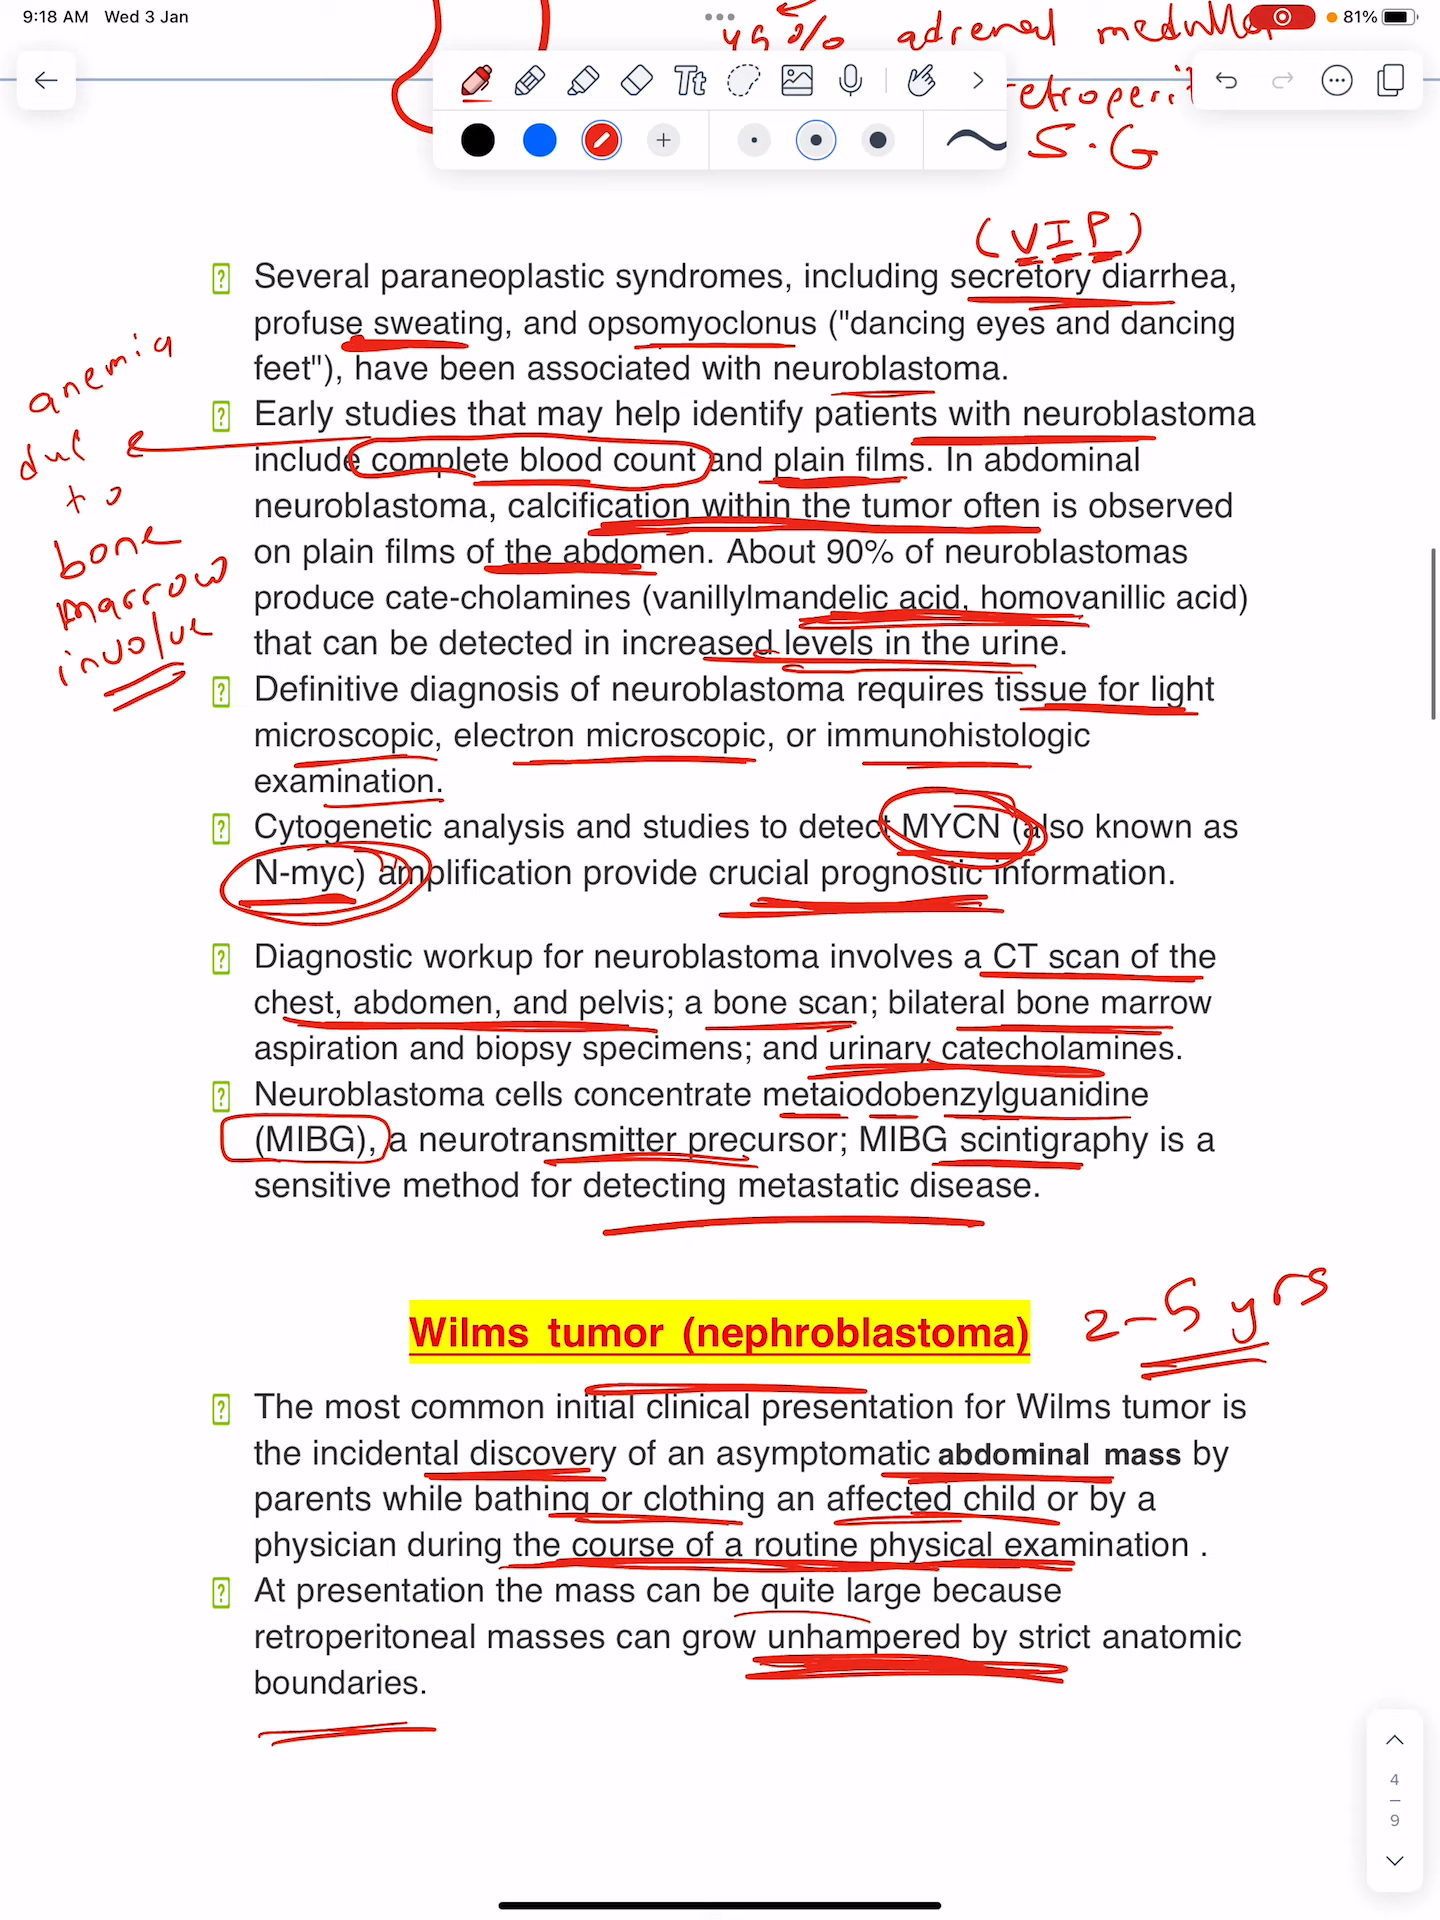 9:18 AM Wed 3 Jan
81%
45% adrenal medulla
retroperi
S.G
Tt
(VIP)
Several paraneoplastic syndromes, including secretory diarrhea,
profuse sweating, and opsomyoclonus ("dancing eyes and dancing
feet"), have been associated with neuroblastoma.
Early studies that may help identify patients with neuroblastoma
include complete blood count and plain films. In abdominal
neuroblastoma, calcification within the tumor often is observed
on plain films of the abdomen. About 90% of neuroblastomas
produce cate-cholamines (vanillylmandelic acid, homovanillic acid)
that can be detected in increased levels in the urine.
anemia
due
to
bone
marrow
involve
Definitive diagnosis of neuroblastoma requires tissue for light
microscopic, electron microscopic, or immunohistologic
examination.
Cytogenetic analysis and studies to detect MYCN (also known as
N-myc) amplification provide crucial prognostic information.
Diagnostic workup for neuroblastoma involves a CT scan of the
chest, abdomen, and pelvis; a bone scan; bilateral bone marrow
aspiration and biopsy specimens; and urinary catecholamines.
Neuroblastoma cells concentrate metaiodobenzylguanidine
(MIBG), a neurotransmitter precursor; MIBG scintigraphy is a
sensitive method for detecting metastatic disease.
Wilms tumor (nephroblastoma)
2-5 yrs
The most common initial clinical presentation for Wilms tumor is
the incidental discovery of an asymptomatic abdominal mass by
parents while bathing or clothing an affected child or by a
physician during the course of a routine physical examination .
At presentation the mass can be quite large because
retroperitoneal masses can grow unhampered by strict anatomic
boundaries.
4
9